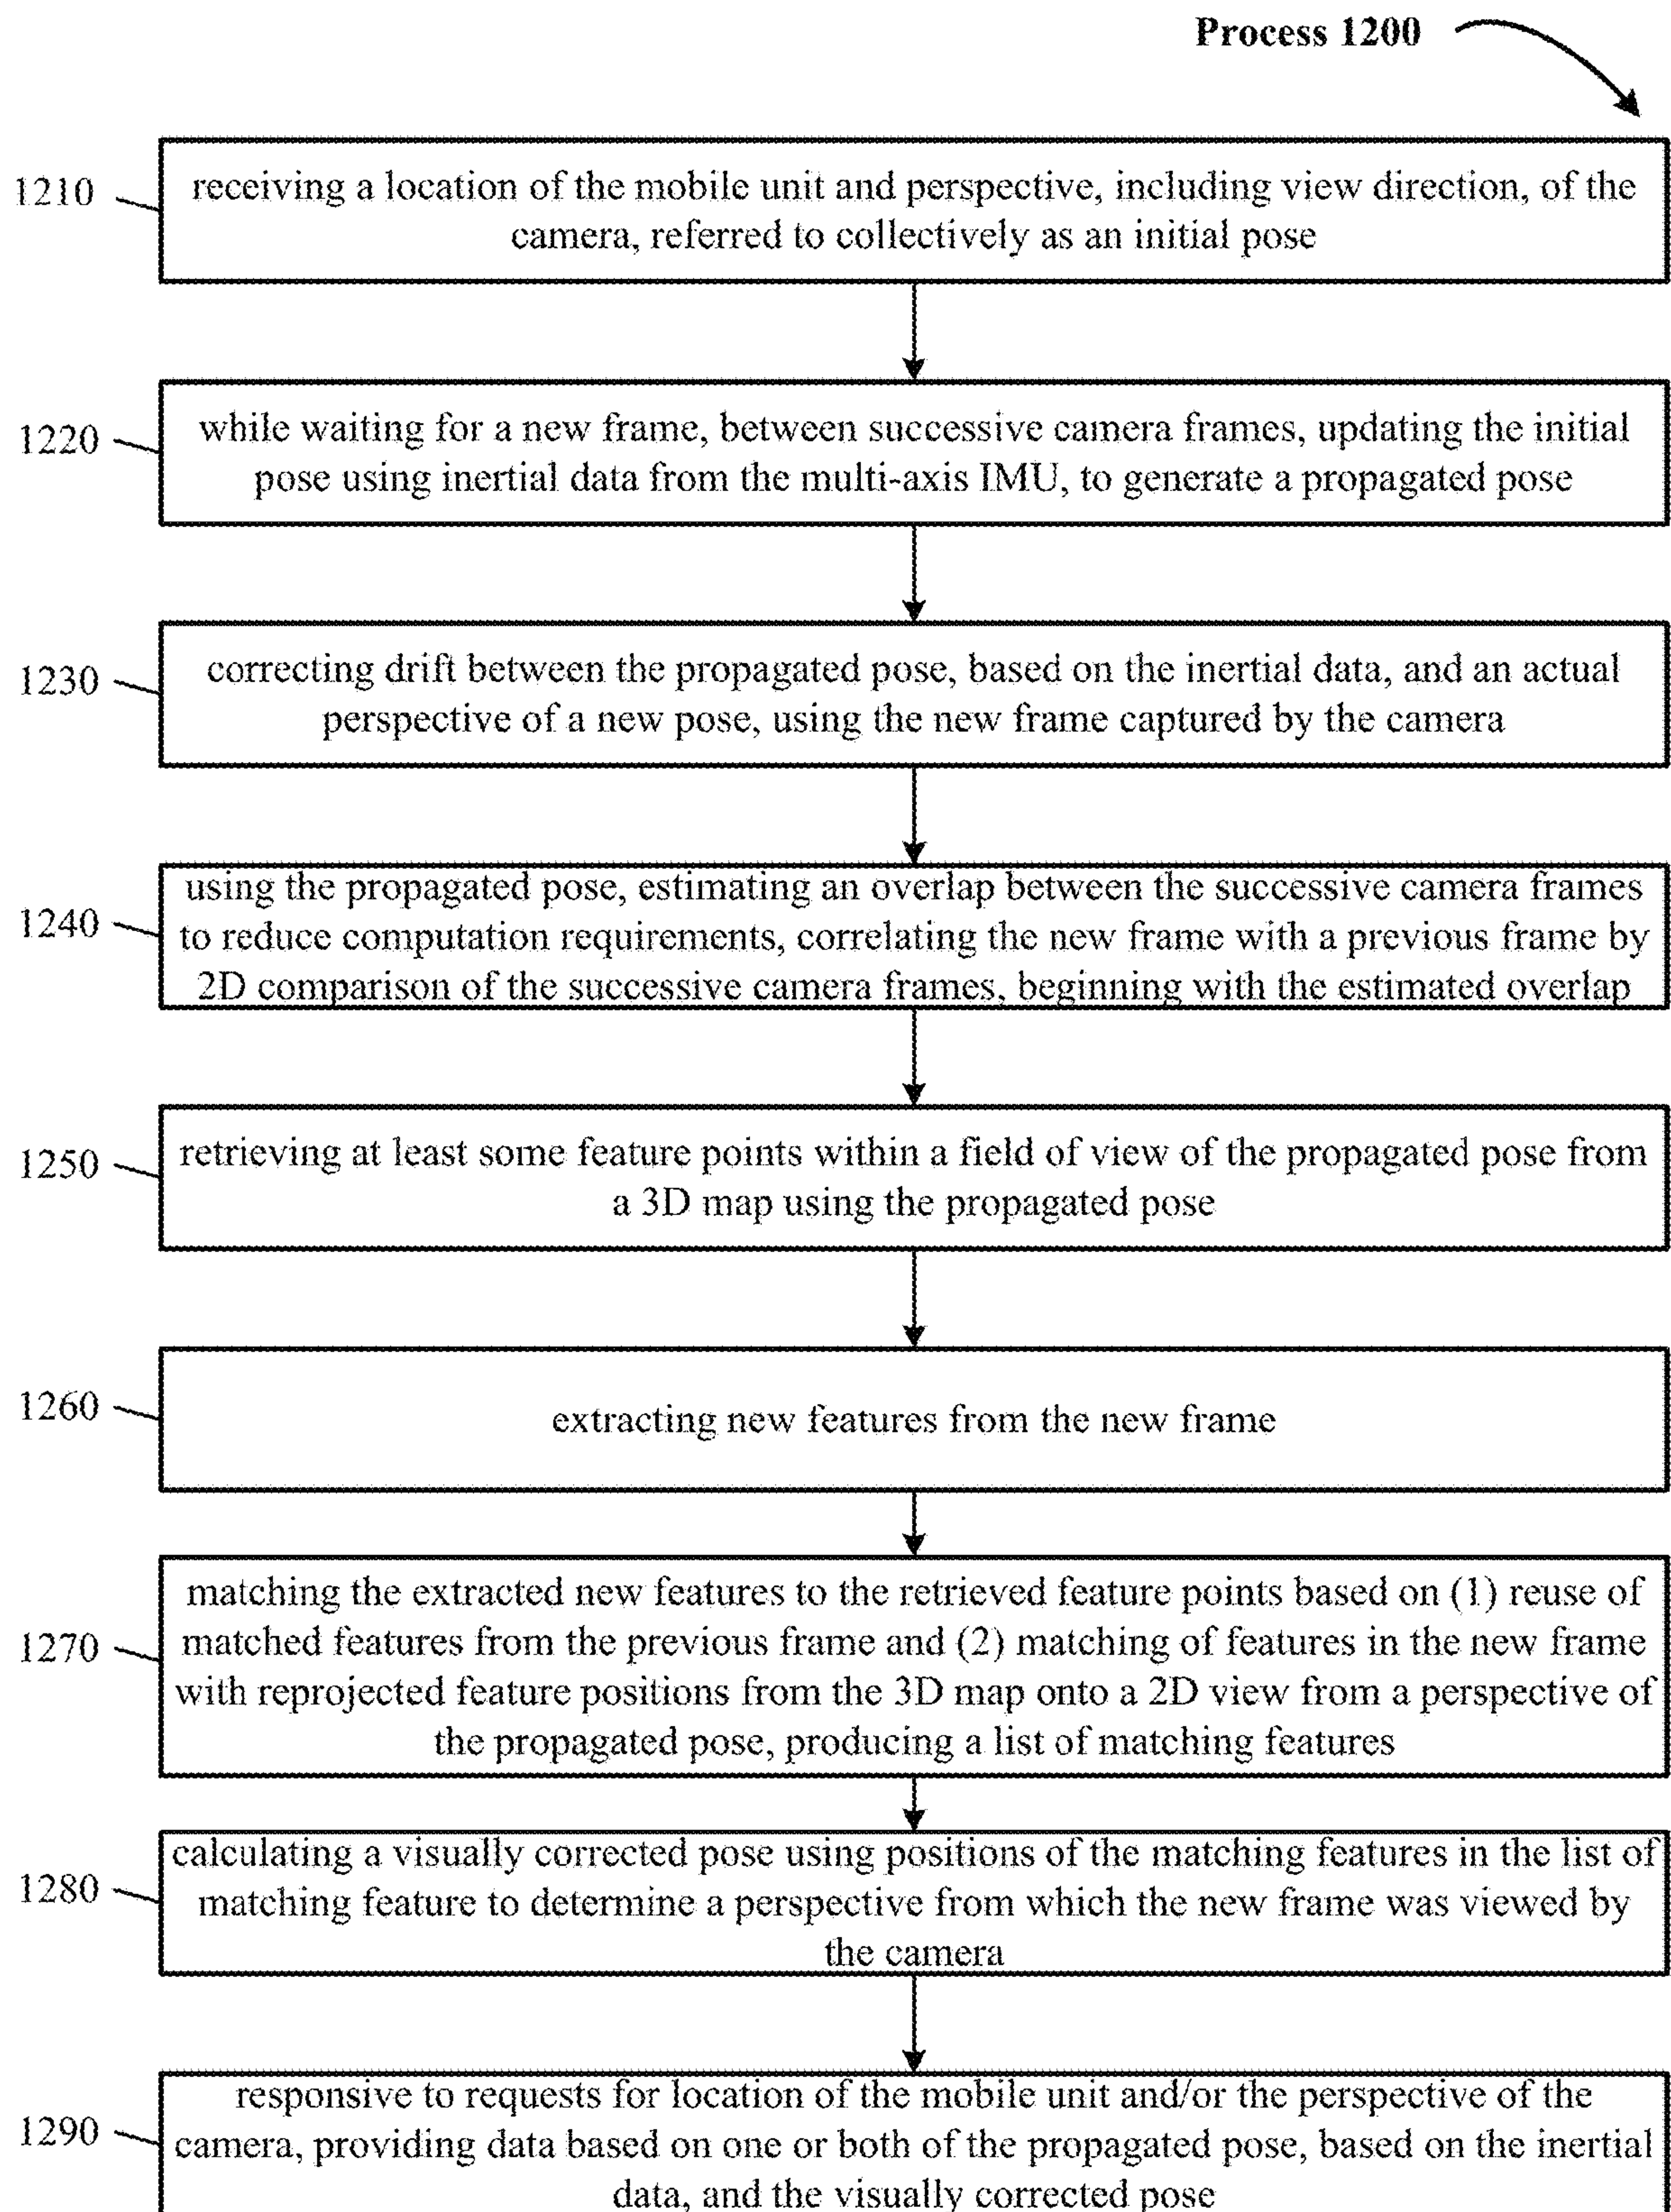 Process 1200
1210
receiving a location of the mobile unit and perspective, including view direction, of the
camera, referred to collectively as an initial pose
1220
while waiting for a new frame, between successive camera frames, updating the initial
pose using inertial data from the multi-axis IMU, to generate a propagated pose
1230
correcting drift between the propagated pose, based on the inertial data, and an actual
perspective of a new pose, using the new frame captured by the camera
1240
using the propagated pose, estimating an overlap between the successive camera frames
to reduce computation requirements, correlating the new frame with a previous frame by
2D comparison of the successive camera frames, beginning with the estimated overlap
1250
retrieving at least some feature points within a field of view of the propagated pose from
a 3D map using the propagated pose
1260
extracting new features from the new frame
1270
matching the extracted new features to the retrieved feature points based on (1) reuse of
matched features from the previous frame and (2) matching of features in the new frame
with reprojected feature positions from the 3D map onto a 2D view from a perspective of
the propagated pose, producing a list of matching features
1280
calculating a visually corrected pose using positions of the matching features in the list of
matching feature to determine a perspective from which the new frame was viewed by
the camera
1290
responsive to requests for location of the mobile unit and/or the perspective of the
camera, providing data based on one or both of the propagated pose, based on the inertial
data, and the visually corrected pose